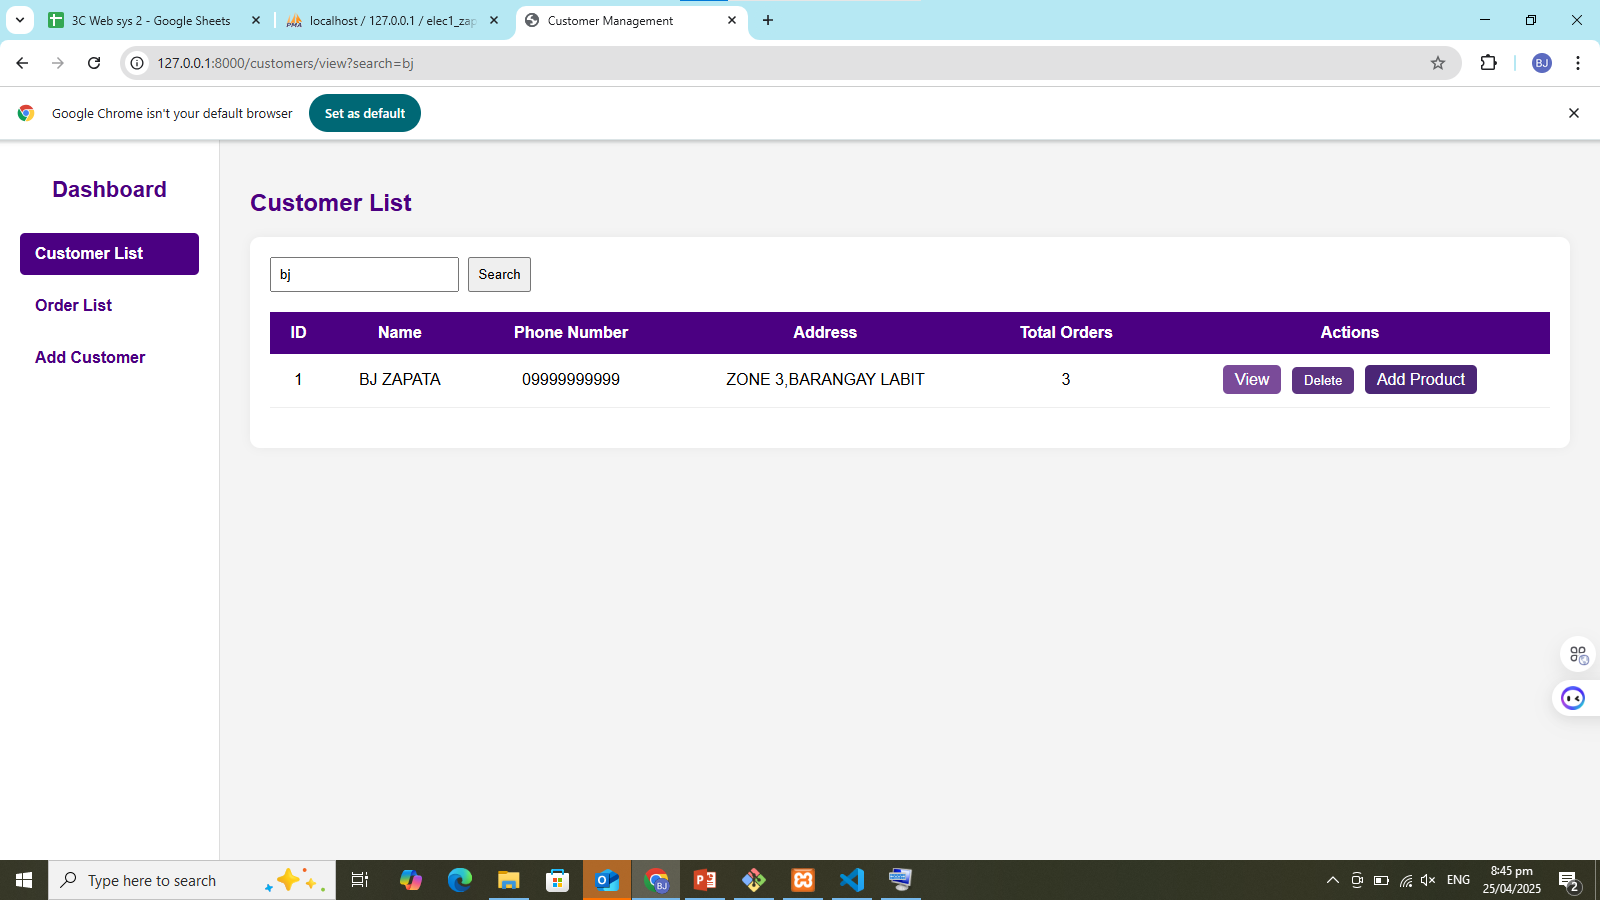 3C Web sys 2 - Google Sheets
localhost / 127.0.0.1 / elec1_zap
Customer Management
127.0.0.1:8000/customers/view?search=bj
BJ
Google Chrome isn't your default browser
Set as default
Dashboard
Customer List
Order List
Add Customer
Customer List
bj
Search
ID Name Phone Number Address Total Orders Actions
1 BJ ZAPATA 09999999999 ZONE 3,BARANGAY LABIT 3 View Delete Add Product
Type here to search
ENG
8:45 pm
25/04/2025
2